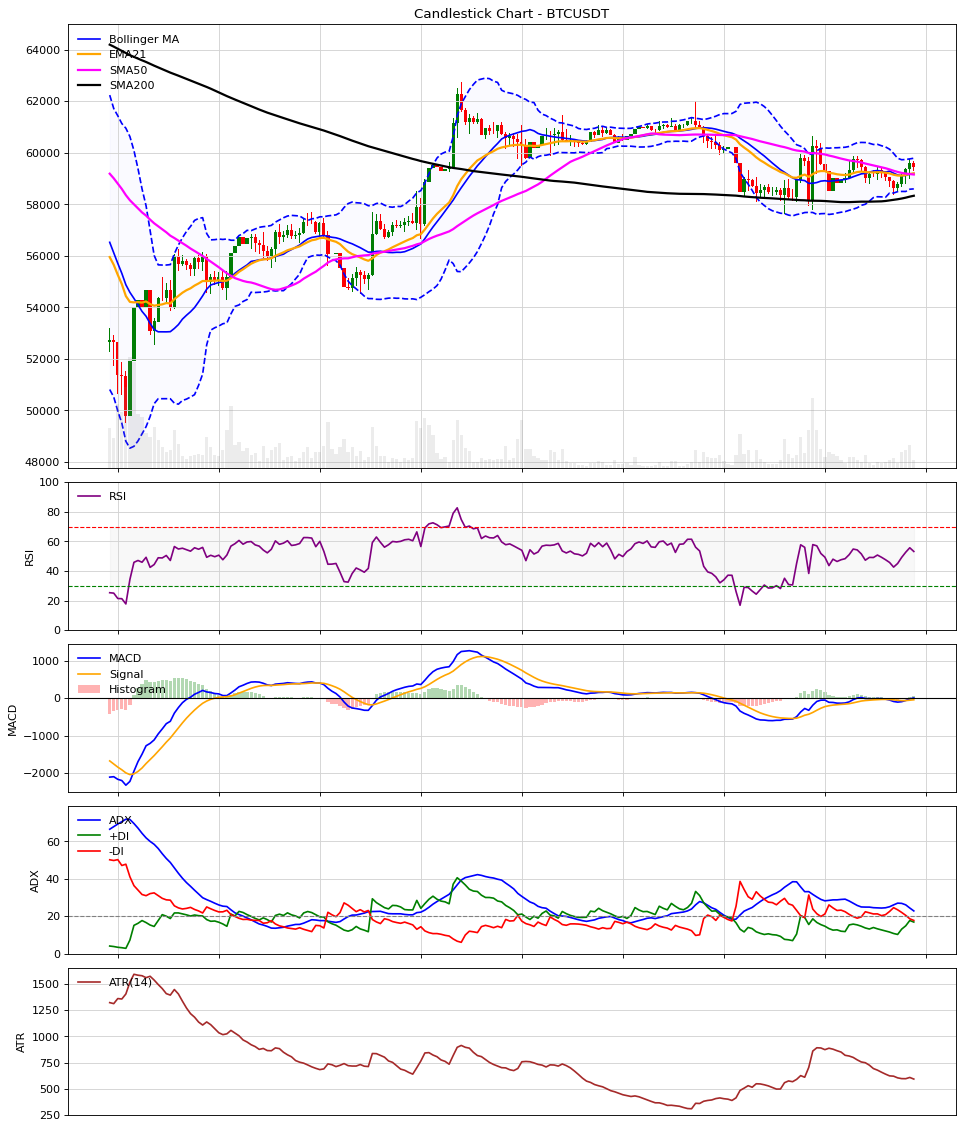 Candlestick Chart - BTCUSDT
64000
62000
60000
58000
56000
54000
52000
50000
48000
Bollinger MA
EMA21
SMA50
SMA200
100
80
60
40
20
0
RSI
RSI
1000
0
−1000
−2000
MACD
MACD
Signal
Histogram
60
40
20
0
ADX
ADX
+DI
-DI
1500
1250
1000
750
500
250
ATR
ATR(14)